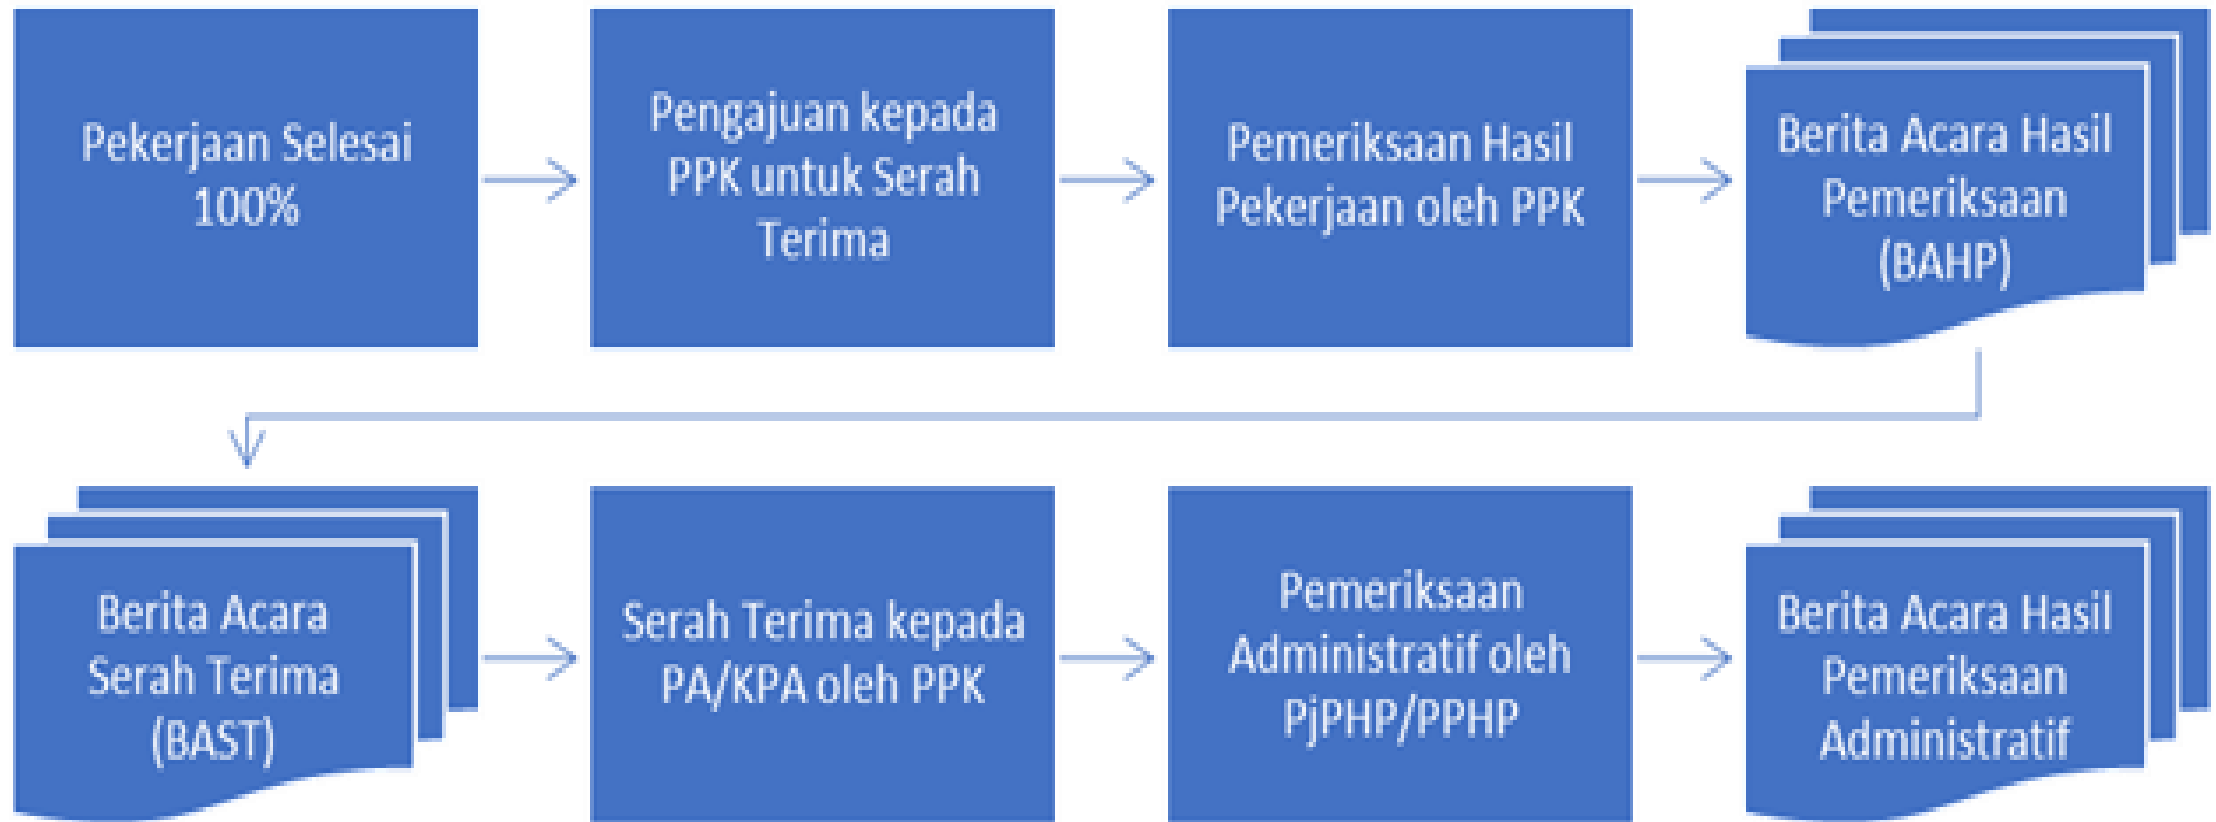 Pekerjaan Selesai
100%
Pengajuan kepada
PPK untuk Serah
Terima
Pemeriksaan Hasil
Pekerjaan oleh PPK
Berita Acara Hasil
Pemeriksaan
(BAHP)
Berita Acara
Serah Terima
(BAST)
Serah Terima kepada
PA/KPA oleh PPK
Pemeriksaan
Administratif oleh
PjPHP/PPHP
Berita Acara Hasil
Pemeriksaan
Administratif